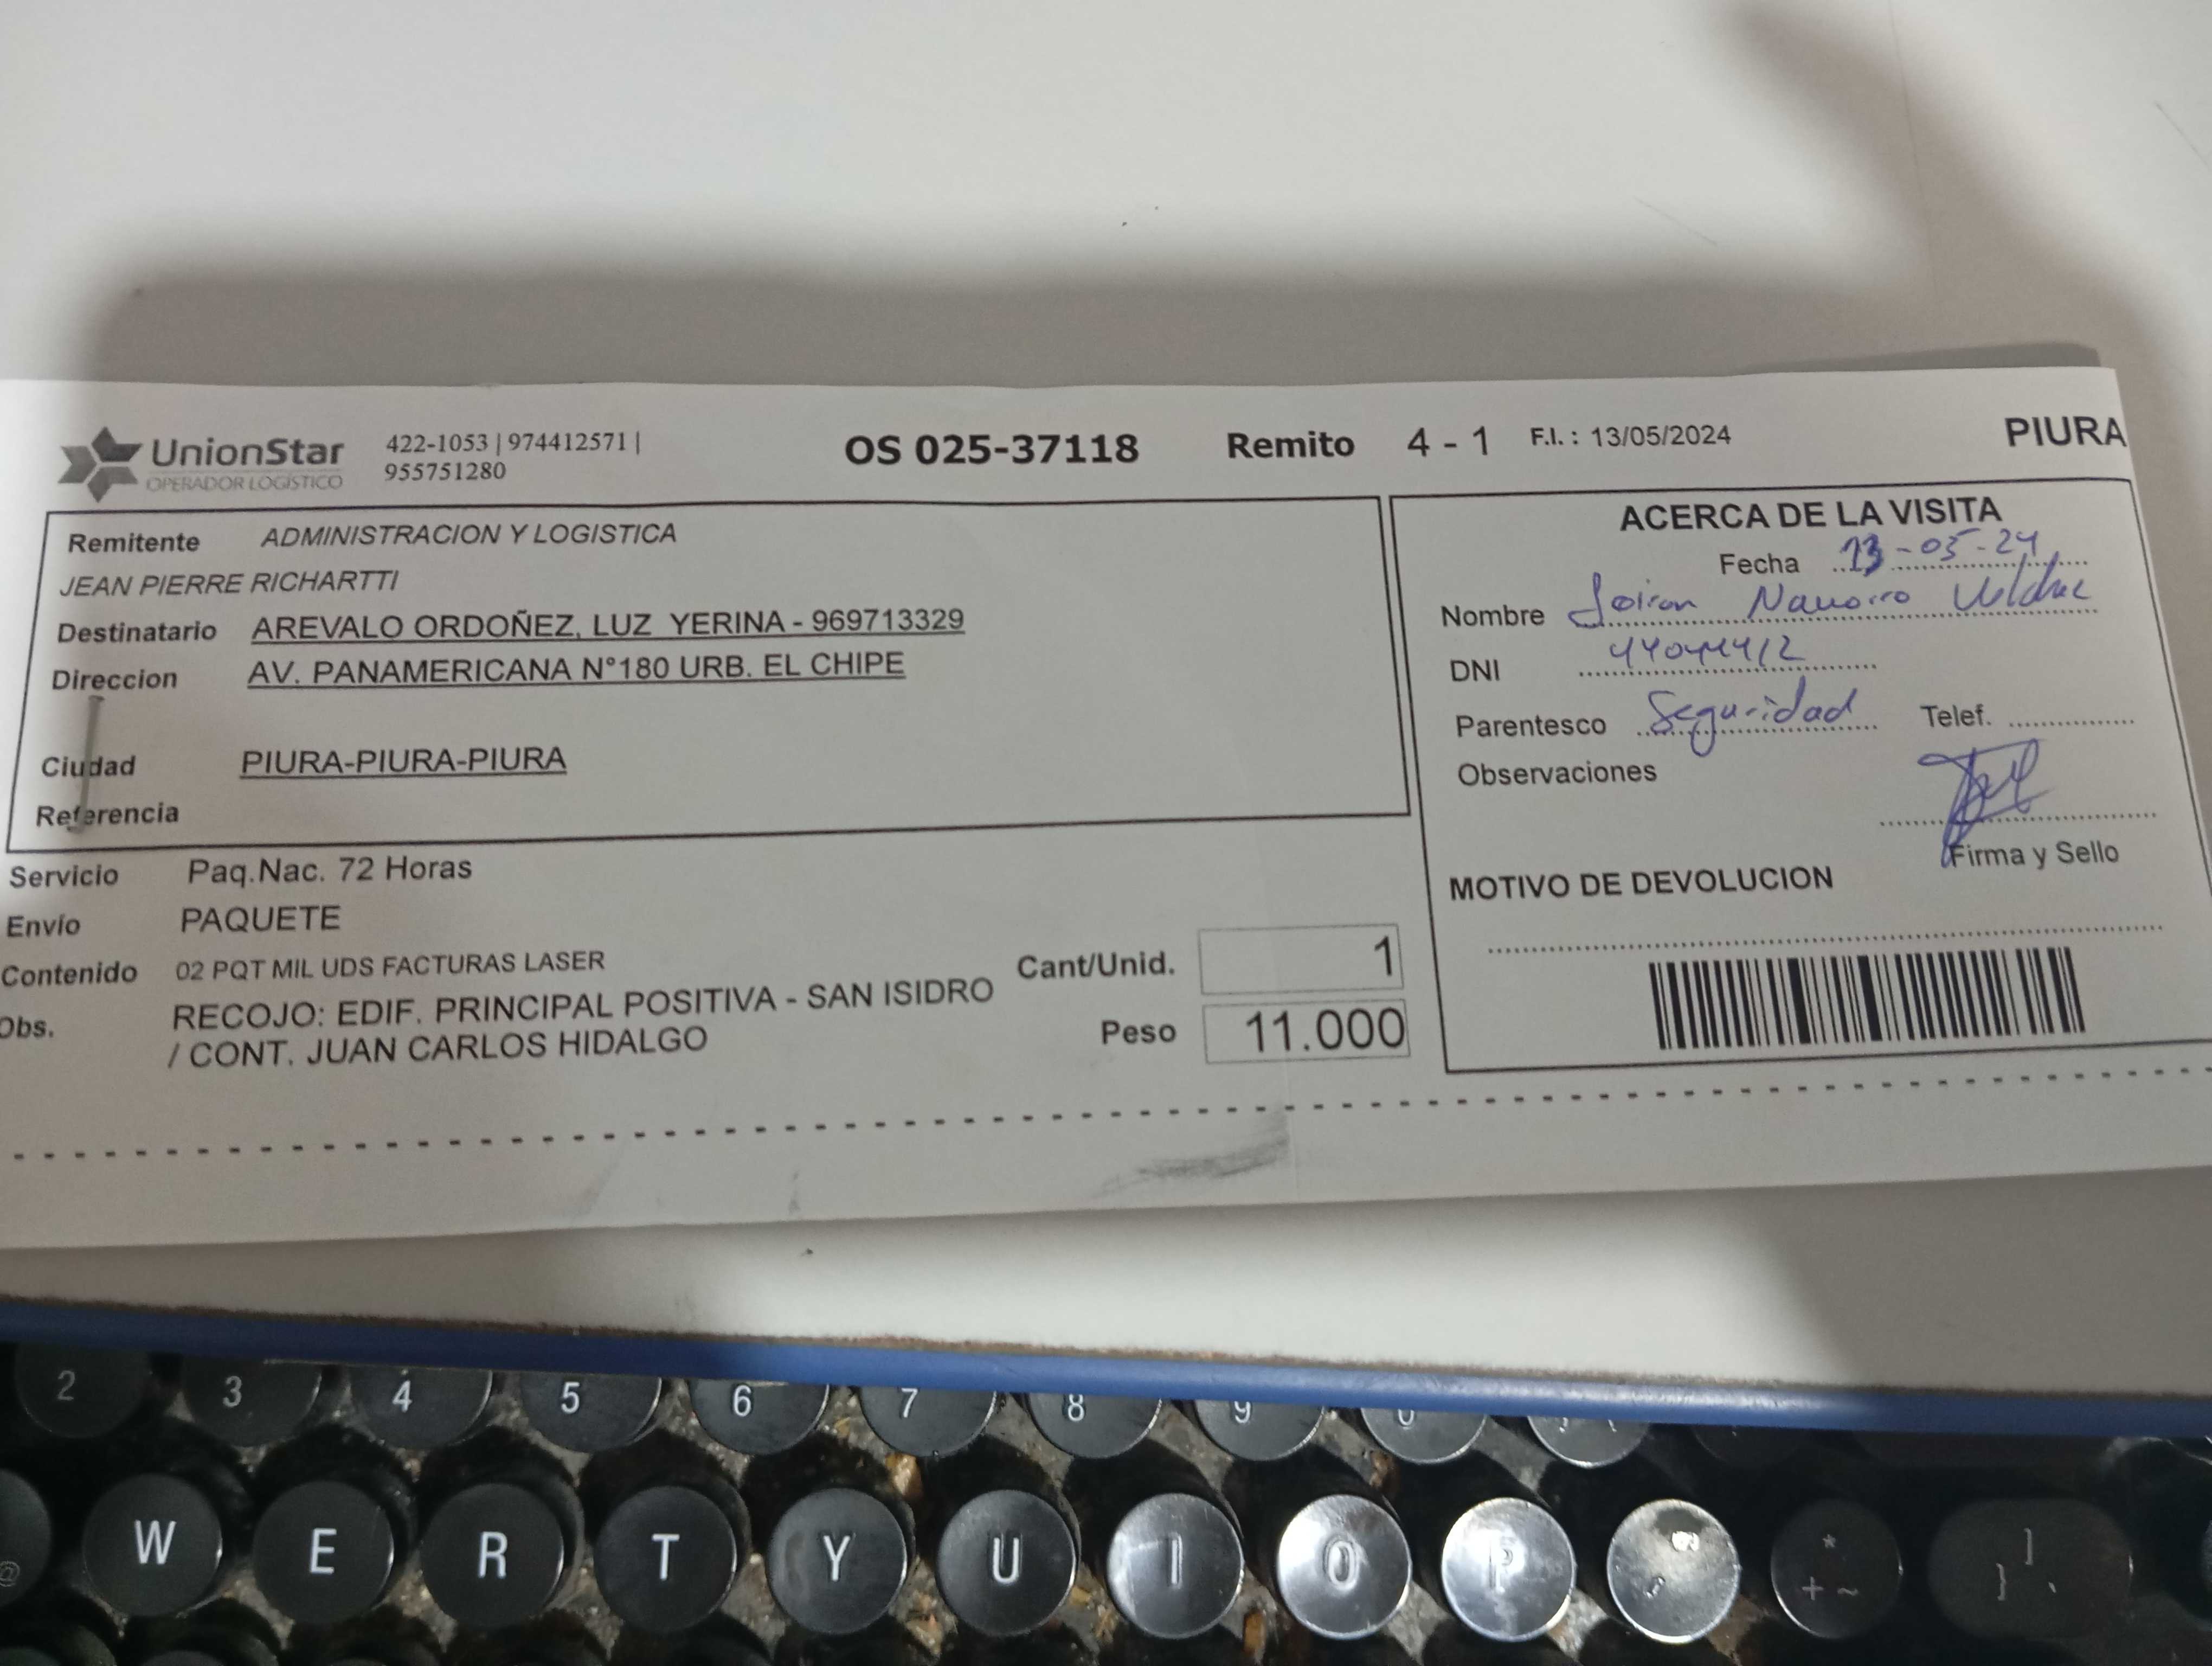 UnionStar
OPERADOR LOGÍSTICO
422-1053 | 974412571 |
955751280
OS 025-37118 Remito 4 - 1 F.I. : 13/05/2024 PIURA
Remitente ADMINISTRACION Y LOGISTICA
JEAN PIERRE RICHARTTI
Destinatario AREVALO ORDOÑEZ, LUZ YERINA - 969713329
Direccion AV. PANAMERICANA N°180 URB. EL CHIPE
Ciudad PIURA-PIURA-PIURA
Referencia
Servicio Paq.Nac. 72 Horas
Envío PAQUETE
Contenido 02 PQT MIL UDS FACTURAS LASER
Obs. RECOJO: EDIF. PRINCIPAL POSITIVA - SAN ISIDRO
/ CONT. JUAN CARLOS HIDALGO
Cant/Unid. 1
Peso 11.000
ACERCA DE LA VISITA
Fecha 13-05-24
Nombre Navarro
DNI
Parentesco Seguridad Telef.
Observaciones
Firma y Sello
MOTIVO DE DEVOLUCION
2 3 4 5 6 7 8 9 0
W E R T Y U I O P
@ * + ~ ] }